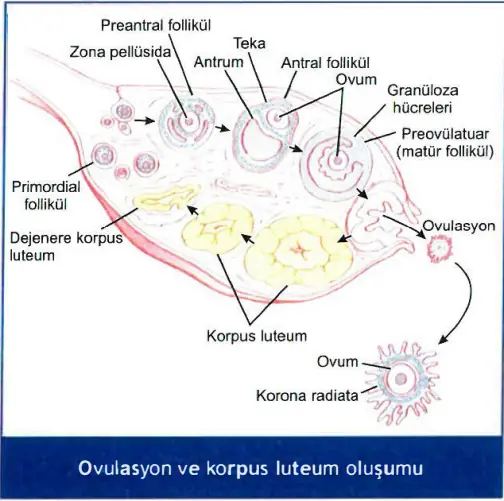 Preantral follikül
Zona pellüsida
Teka
Antrum
Antral follikül
Ovum
Granüloza
hücreleri
Preovülatuar
(matür follikül)
Primordial
follikül
Dejenere korpus
luteum
Ovulasyon
Korpus luteum
Ovum
Korona radiata
Ovulasyon ve korpus luteum oluşumu